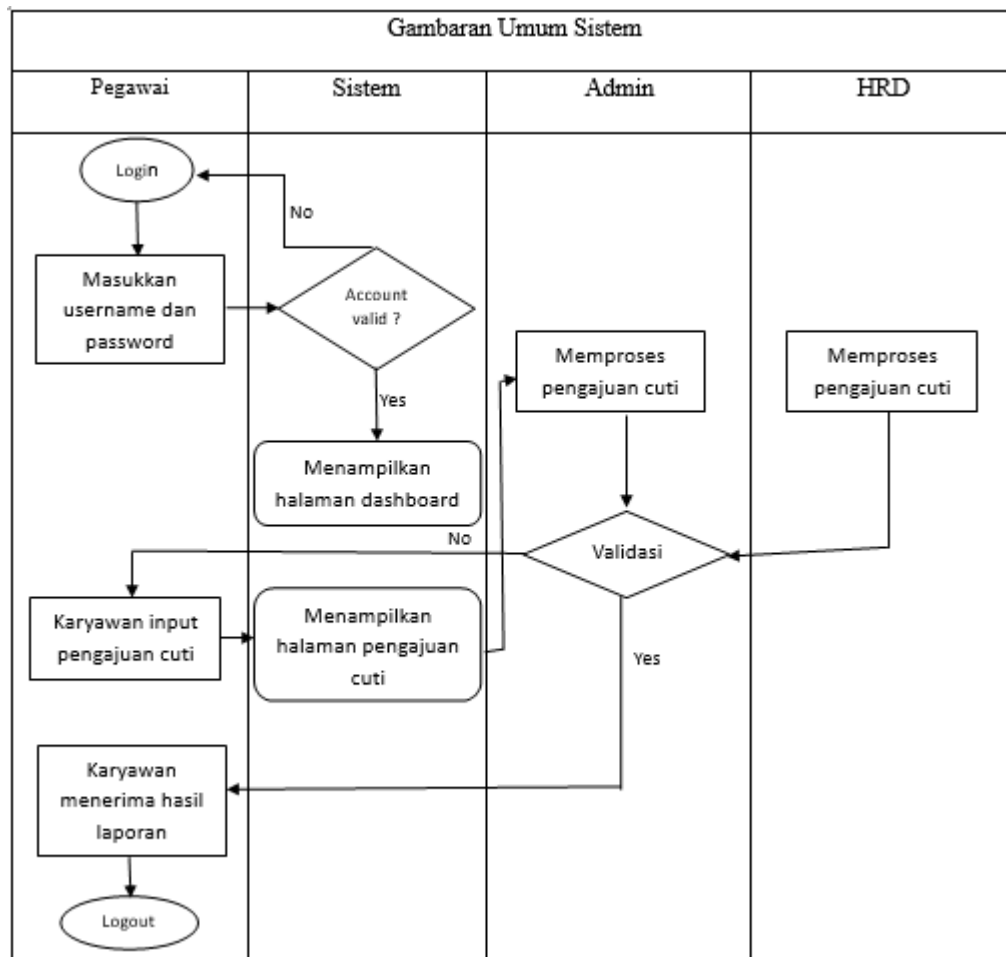 Gambaran Umum Sistem
Pegawai
Sistem
Admin
HRD
Login
No
Masukkan
username dan
password
Account
valid ?
Yes
Memproses
pengajuan cuti
Memproses
pengajuan cuti
Menampilkan
halaman dashboard
No
Validasi
Karyawan input
pengajuan cuti
Menampilkan
halaman pengajuan
cuti
Yes
Karyawan
menerima hasil
laporan
Logout